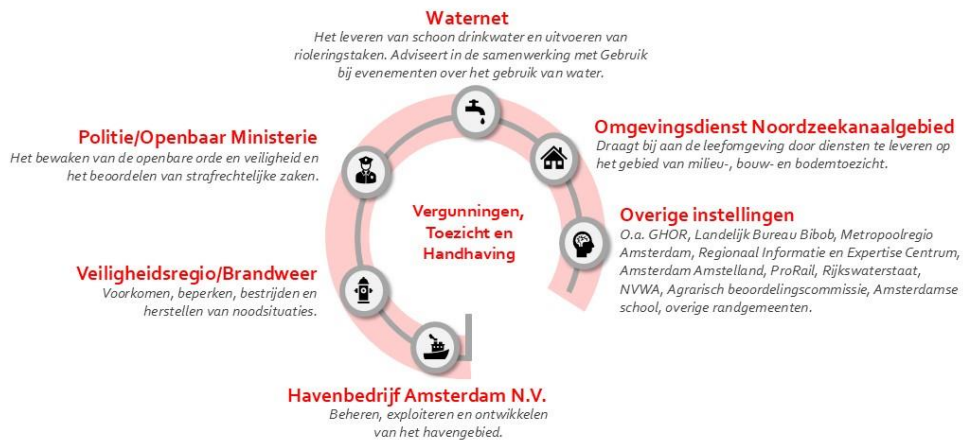 Waternet
Het leveren van schoon drinkwater en uitvoeren van
rioleringstaken. Adviseert in de samenwerking met Gebruik
bij evenementen over het gebruik van water.
Politie/Openbaar Ministerie
Het bewaken van de openbare orde en veiligheid en
het beoordelen van strafrechtelijke zaken.
Omgevingsdienst Noordzeekanaalgebied
Draagt bij aan de leefomgeving door diensten te leveren op
het gebied van milieu-, bouw- en bodemtoezicht.
Vergunningen,
Toezicht en
Handhaving
Overige instellingen
O.a. GHOR, Landelijk Bureau Bibob, Metropoolregio
Amsterdam, Regionaal Informatie en Expertise Centrum,
Amsterdam Amstelland, ProRail, Rijkswaterstaat,
NVWA, Agrarisch beoordelingscommissie, Amsterdamse
school, overige randgemeenten.
Veiligheidsregio/Brandweer
Voorkomen, beperken, bestrijden en
herstellen van noodsituaties.
Havenbedrijf Amsterdam N.V.
Beheren, exploiteren en ontwikkelen
van het havengebied.